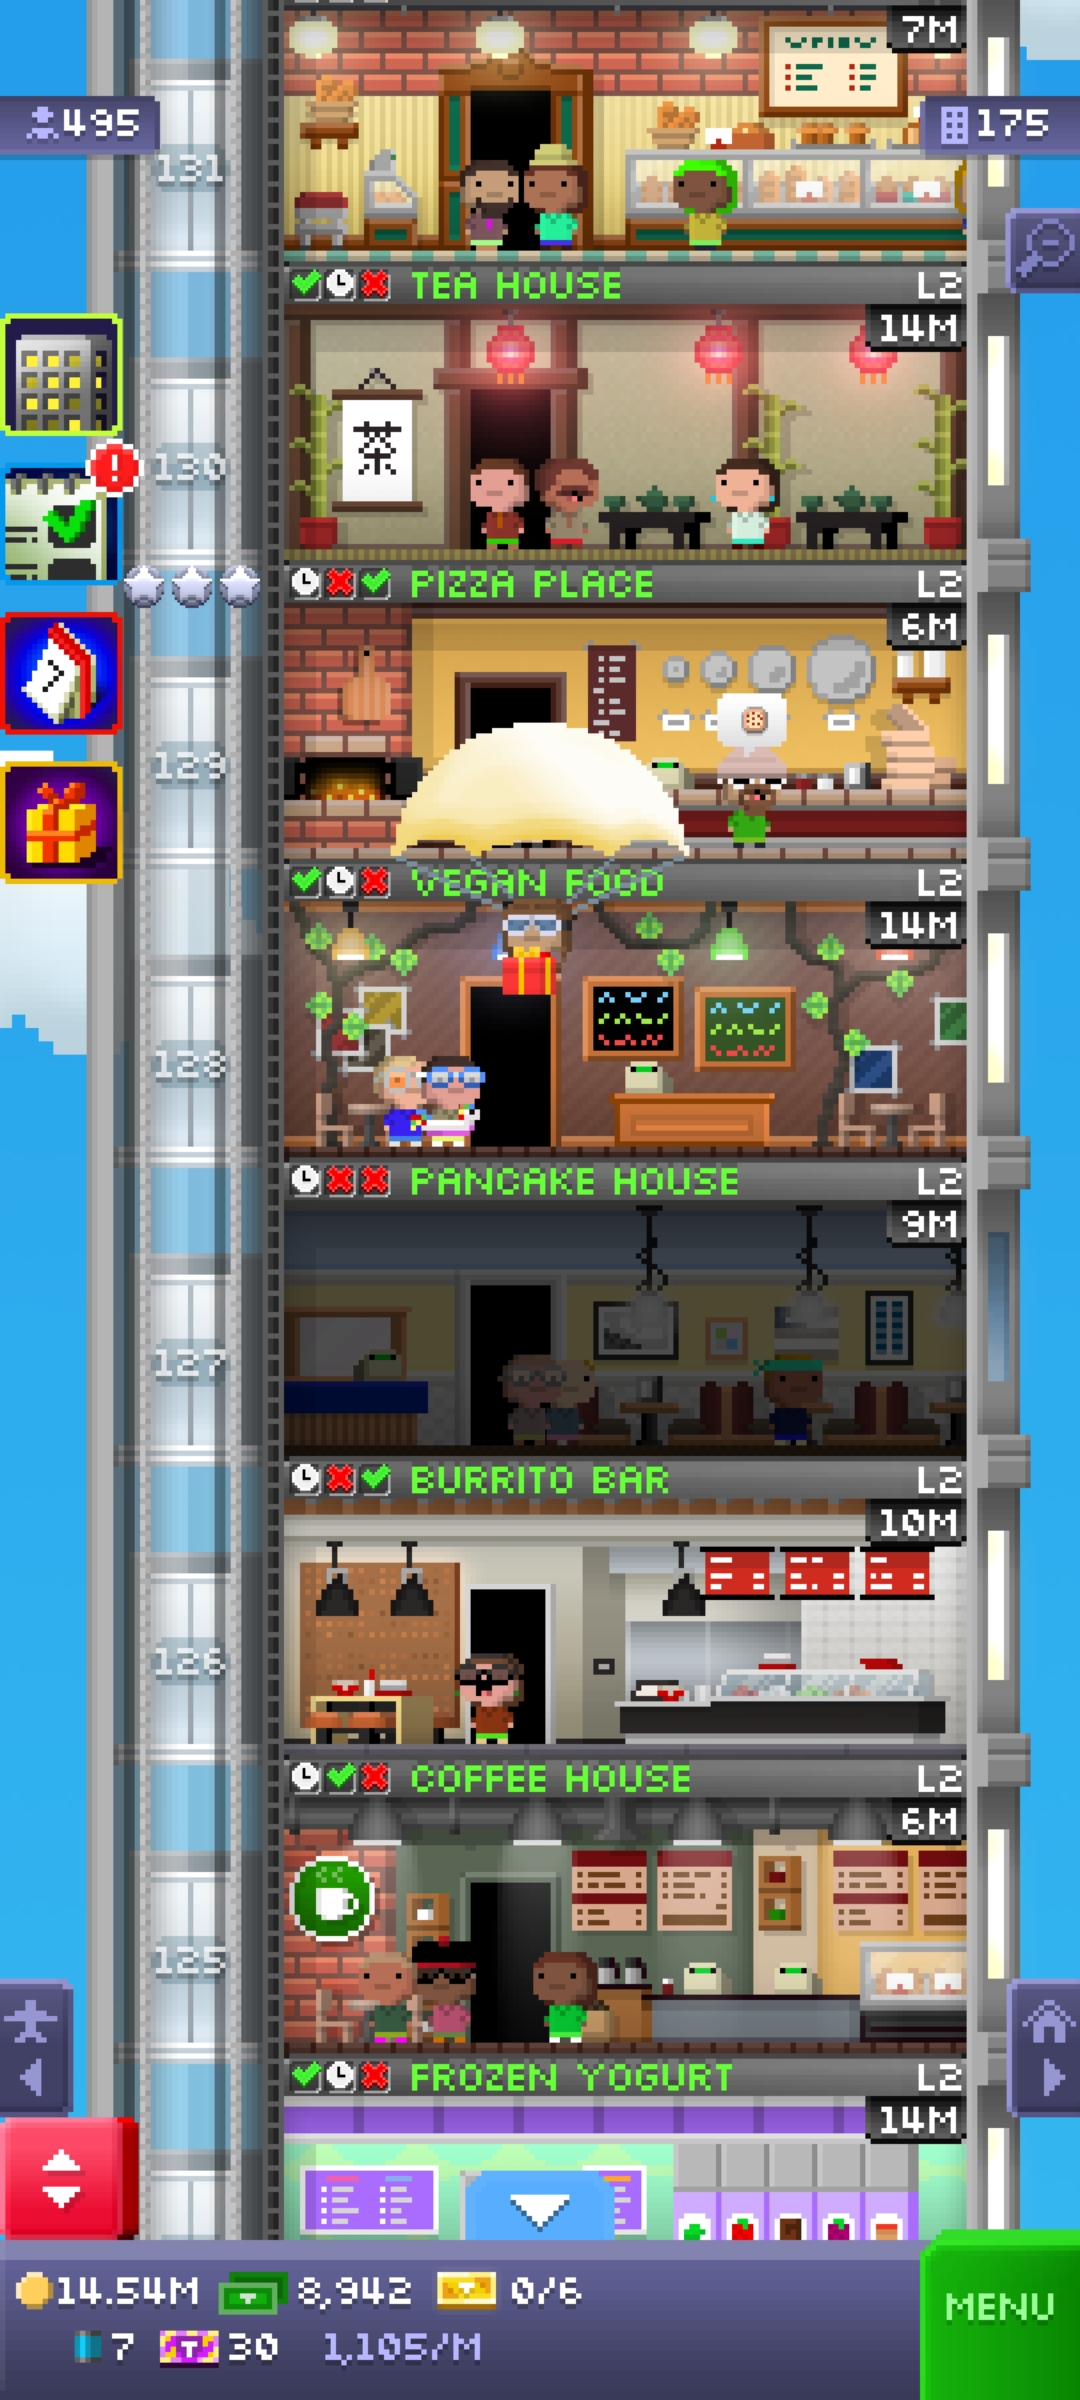 7M
495
175
131
TEA HOUSE L2
14M
茶
130
PIZZA PLACE L2
6M
129
VEGAN FOOD L2
14M
128
PANCAKE HOUSE L2
9M
127
BURRITO BAR L2
10M
126
COFFEE HOUSE L2
6M
125
FROZEN YOGURT L2
14M
14.54M 8,942 0/6
MENU
7 T 30 1,105/M